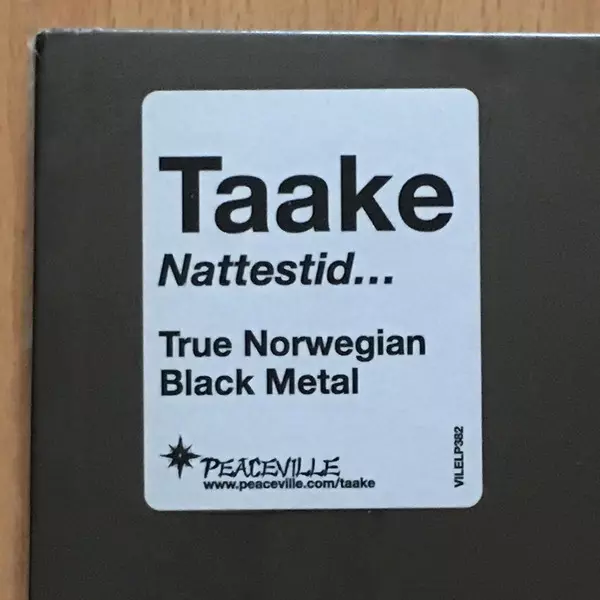 Taake
Nattestid...
True Norwegian
Black Metal
PEACEVILLE
www.peaceville.com/taake
VILELP382